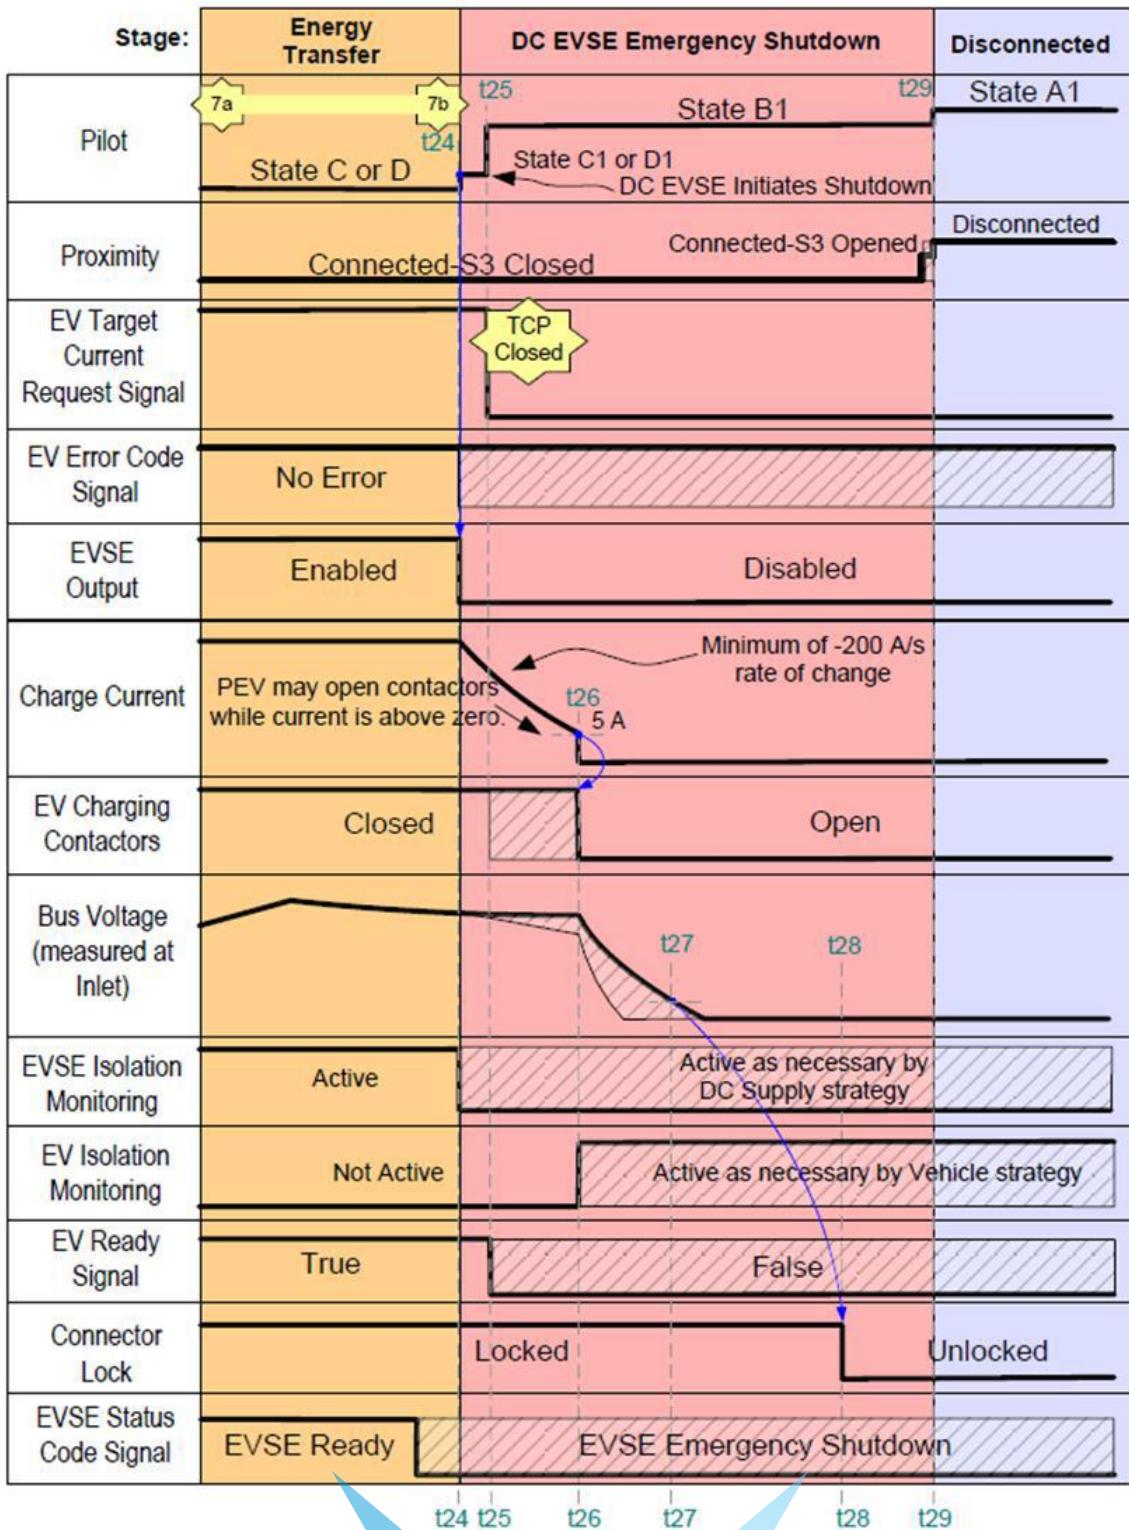 Stage:
Energy
Transfer
DC EVSE Emergency Shutdown
Disconnected
Pilot
7a
7b
t24
t25
State C or D
State C1 or D1
DC EVSE Initiates Shutdown
State B1
t29
State A1
Proximity
Connected-S3 Closed
Connected-S3 Opened
Disconnected
EV Target
Current
Request Signal
TCP
Closed
EV Error Code
Signal
No Error
EVSE
Output
Enabled
Disabled
Charge Current
PEV may open contactors
while current is above zero.
t26
5 A
Minimum of -200 A/s
rate of change
EV Charging
Contactors
Closed
Open
Bus Voltage
(measured at
Inlet)
t27
t28
EVSE Isolation
Monitoring
Active
Active as necessary by
DC Supply strategy
EV Isolation
Monitoring
Not Active
Active as necessary by Vehicle strategy
EV Ready
Signal
True
False
Connector
Lock
Locked
Unlocked
EVSE Status
Code Signal
EVSE Ready
EVSE Emergency Shutdown
t24 t25 t26 t27 t28 t29